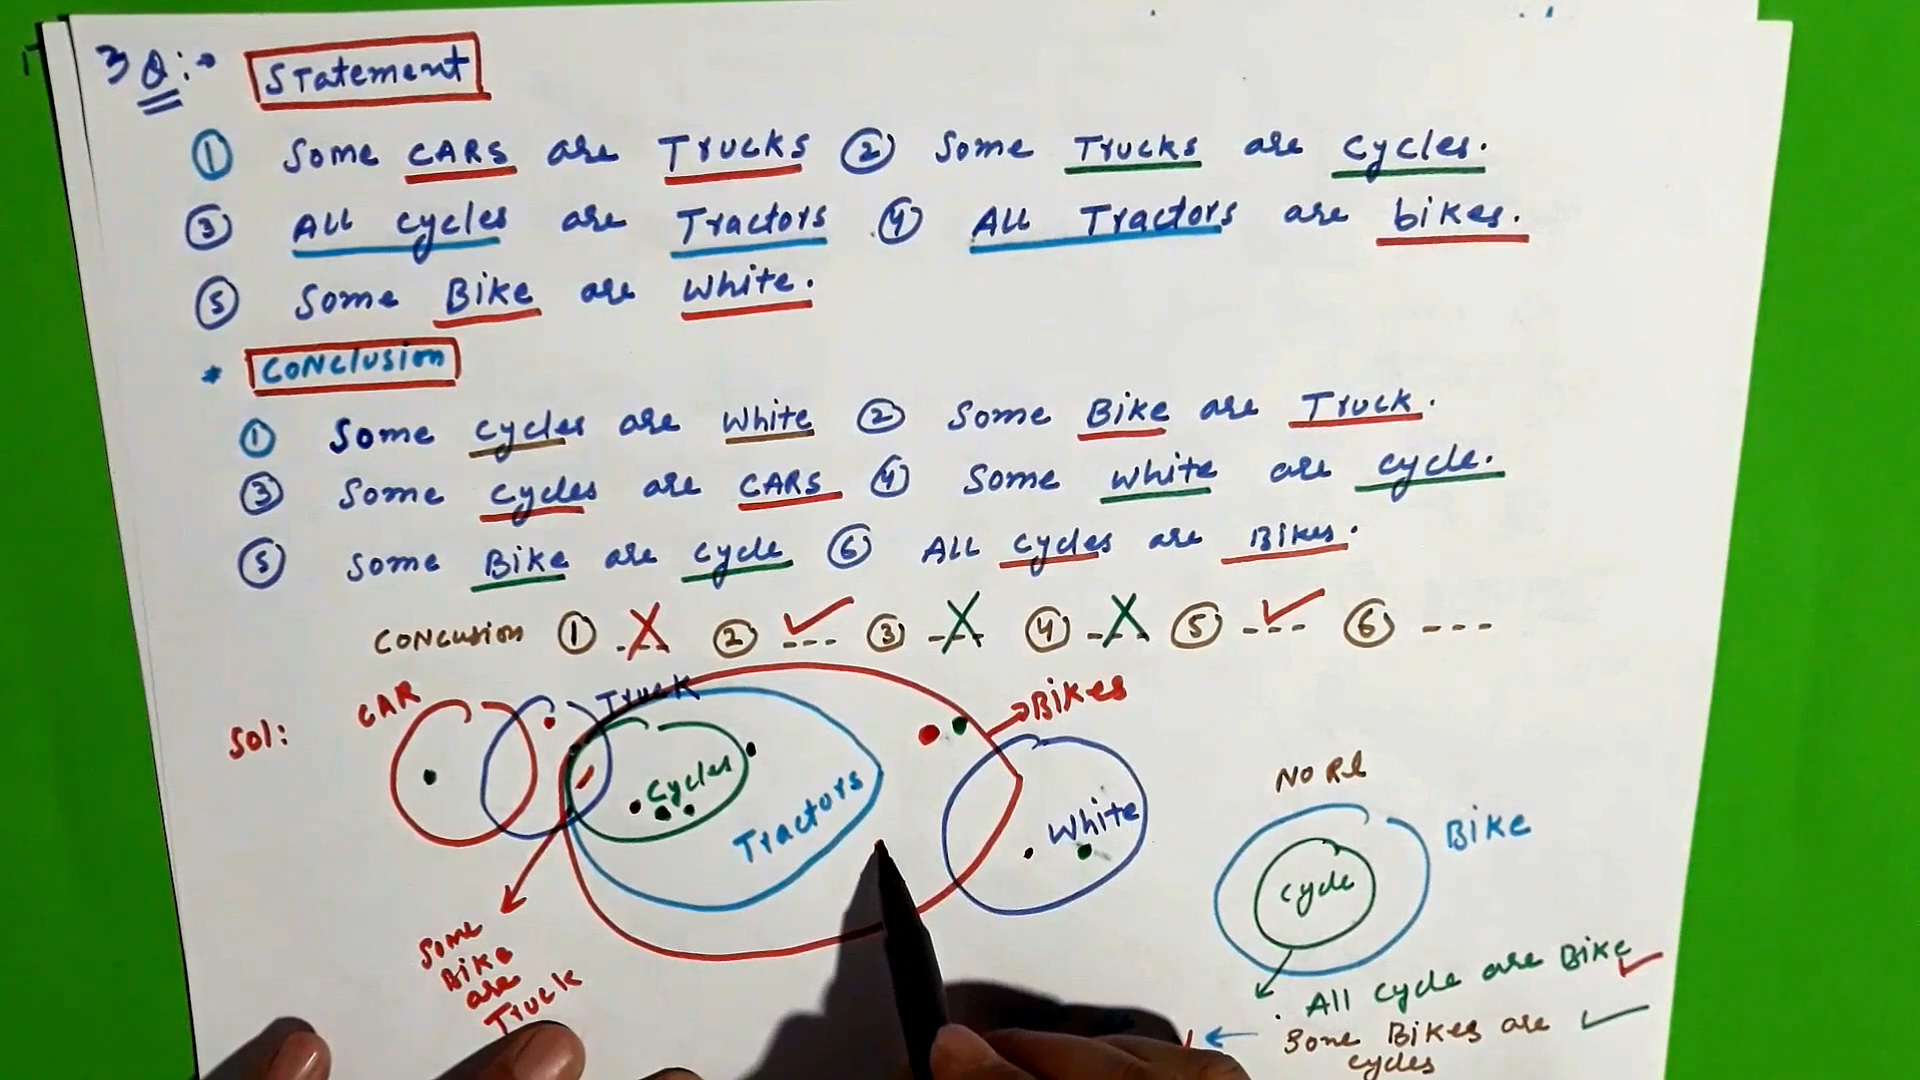 3 Q:→ Statement
① Some CARS are Trucks ② Some Trucks are Cycles.
③ All cycles are Tractors ④ All Tractors are bikes.
⑤ Some Bike are White.
* Conclusion
① Some cycles are White ② Some Bike are Truck.
③ Some cycles are CARS ④ Some White are cycle.
⑤ Some Bike are cycle ⑥ All cycles are Bikes.
Concusion ① --- ② --- ③ --- ④ --- ⑤ --- ⑥ ---
Sol:
CAR
Truck
Cycles
Tractors
→Bikes
White
Some
Bike
are
Truck
NO Rl
Bike
Cycle
All Cycle are Bike
Some Bikes are
cycles